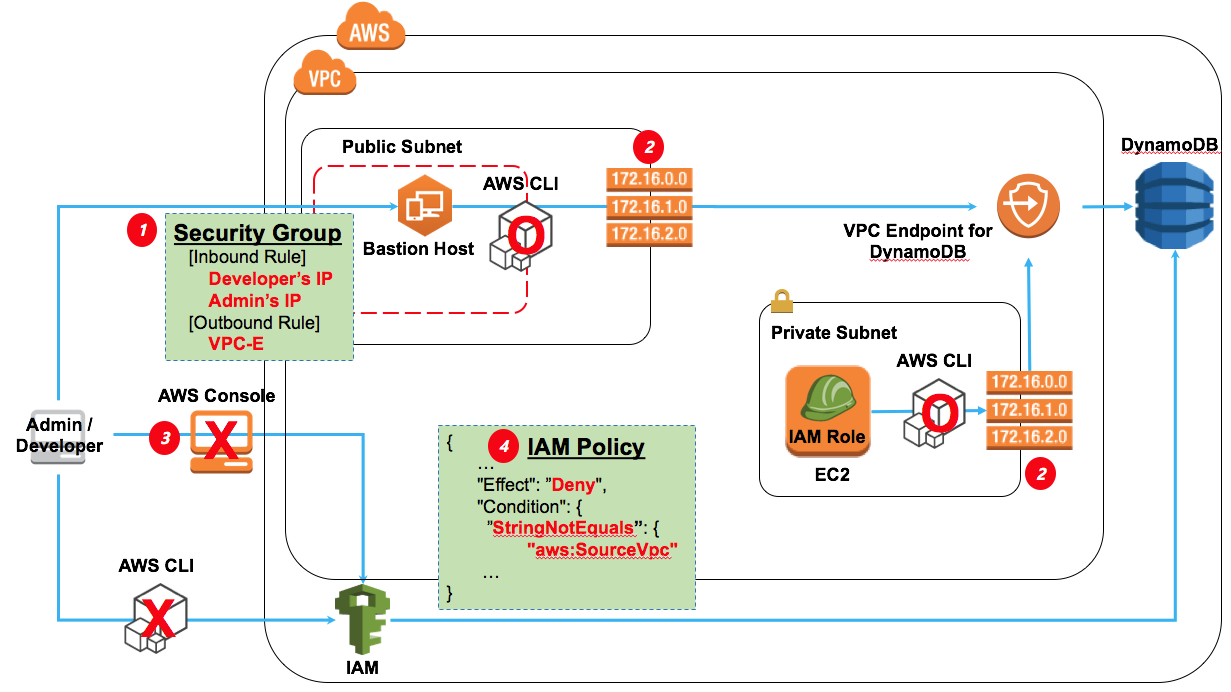 AWS
VPC
Public Subnet
2
DynamoDB
172.16.0.0
172.16.1.0
172.16.2.0
AWS CLI
O
Bastion Host
1
Security Group
[Inbound Rule]
Developer’s IP
Admin’s IP
[Outbound Rule]
VPC-E
VPC Endpoint for
DynamoDB
Private Subnet
AWS CLI
O
172.16.0.0
172.16.1.0
172.16.2.0
IAM Role
EC2
2
AWS Console
X
3
Admin /
Developer
4
IAM Policy
{
…
"Effect": ”Deny",
"Condition": {
”StringNotEquals”: {
"aws:SourceVpc"
…
}
AWS CLI
X
IAM